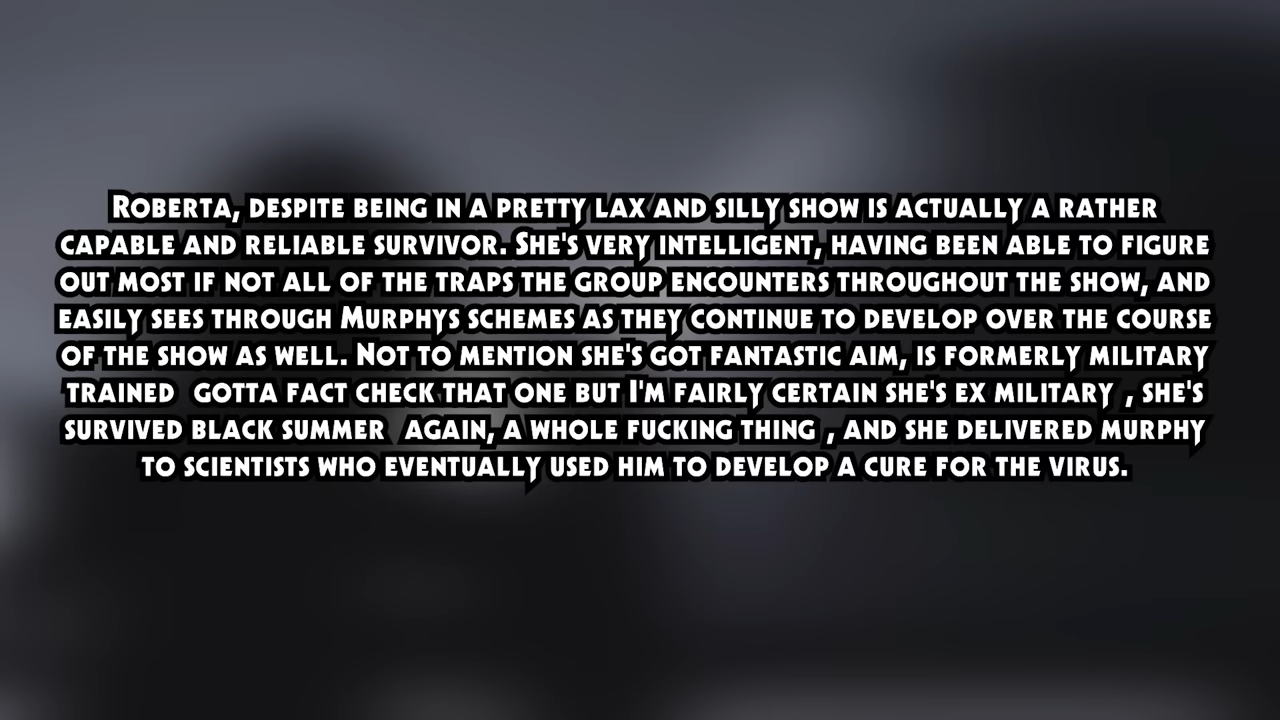 Roberta, despite being in a pretty lax and silly show is actually a rather
capable and reliable survivor. She's very intelligent, having been able to figure
out most if not all of the traps the group encounters throughout the show, and
easily sees through Murphys schemes as they continue to develop over the course
of the show as well. Not to mention she's got fantastic aim, is formerly military
trained  gotta fact check that one but I'm fairly certain she's ex military , she's
survived black summer  again, a whole fucking thing , and she delivered murphy
to scientists who eventually used him to develop a cure for the virus.